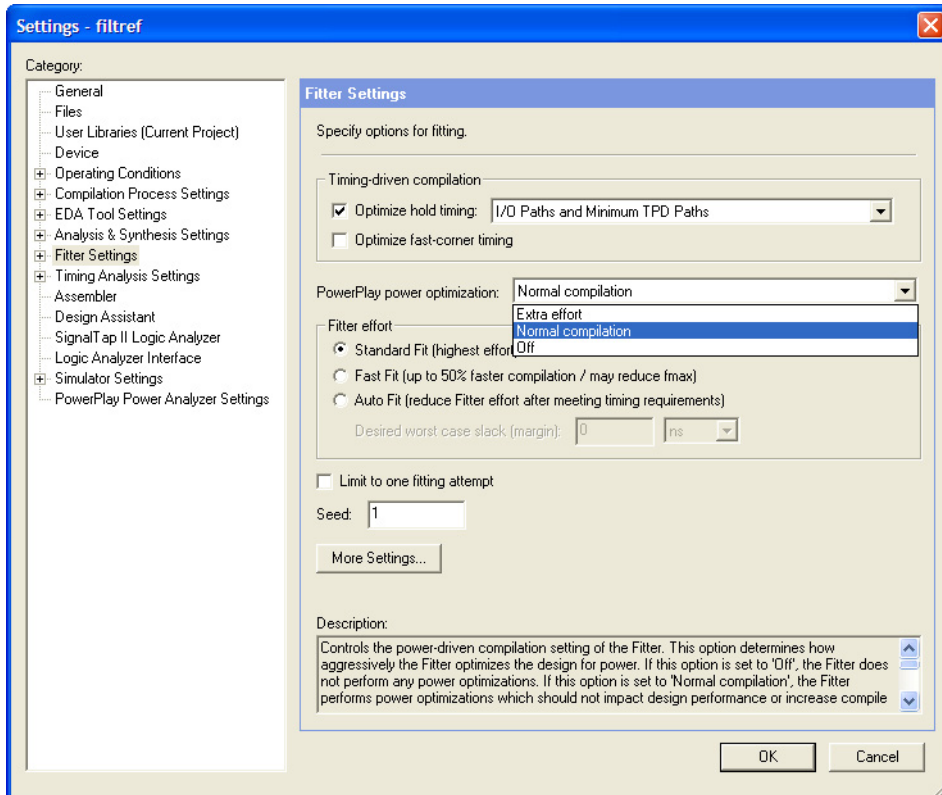 Settings - filtref
Category:
General
Files
User Libraries (Current Project)
Device
Operating Conditions
Compilation Process Settings
EDA Tool Settings
Analysis & Synthesis Settings
Fitter Settings
Timing Analysis Settings
Assembler
Design Assistant
SignalTap II Logic Analyzer
Logic Analyzer Interface
Simulator Settings
PowerPlay Power Analyzer Settings
Fitter Settings
Specify options for fitting.
Timing-driven compilation
Optimize hold timing: I/O Paths and Minimum TPD Paths
Optimize fast-corner timing
PowerPlay power optimization: Normal compilation
Extra effort
Normal compilation
Off
Fitter effort
Standard Fit (highest effort
Fast Fit (up to 50% faster compilation / may reduce fmax)
Auto Fit (reduce Fitter effort after meeting timing requirements)
Desired worst case slack (margin): 0 ns
Limit to one fitting attempt
Seed: 1
More Settings...
Description:
Controls the power-driven compilation setting of the Fitter. This option determines how
aggressively the Fitter optimizes the design for power. If this option is set to 'Off', the Fitter does
not perform any power optimizations. If this option is set to 'Normal compilation', the Fitter
performs power optimizations which should not impact design performance or increase compile
OK Cancel